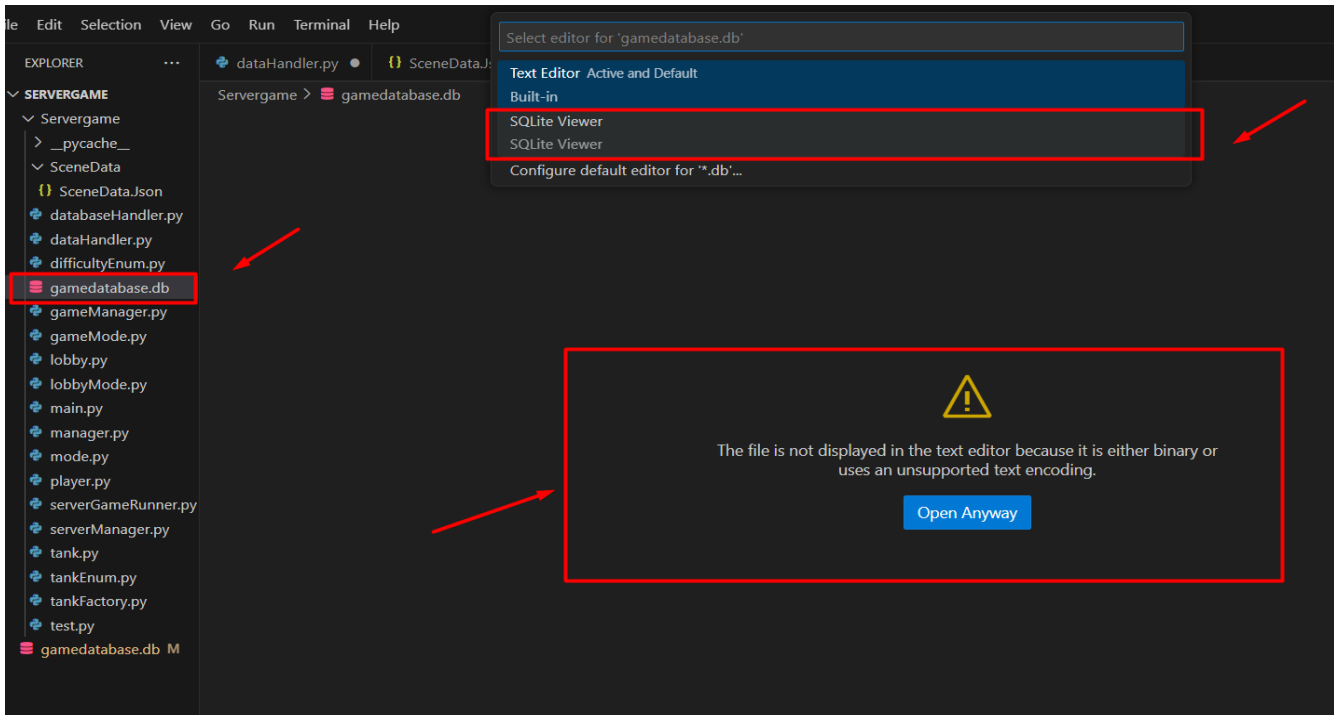 ile Edit Selection View Go Run Terminal Help
Select editor for 'gamedatabase.db'
Text Editor Active and Default
Built-in
SQLite Viewer
SQLite Viewer
Configure default editor for '*.db'...
EXPLORER ...
dataHandler.py
{} SceneData.J
Servergame > gamedatabase.db
SERVERGAME
Servergame
__pycache__
SceneData
{} SceneData.Json
databaseHandler.py
dataHandler.py
difficultyEnum.py
gamedatabase.db
gameManager.py
gameMode.py
lobby.py
lobbyMode.py
main.py
manager.py
mode.py
player.py
serverGameRunner.py
serverManager.py
tank.py
tankEnum.py
tankFactory.py
test.py
gamedatabase.db M
The file is not displayed in the text editor because it is either binary or
uses an unsupported text encoding.
Open Anyway